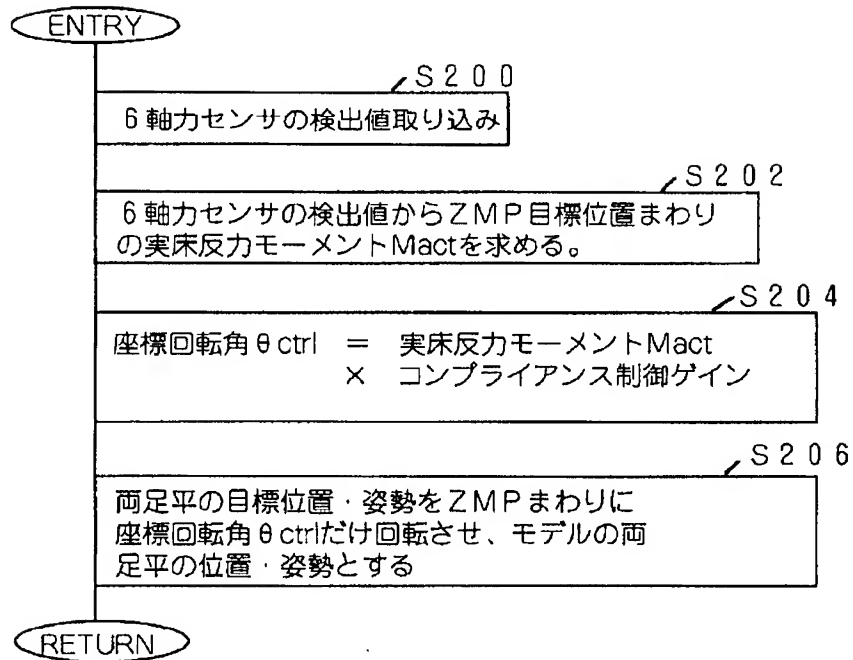 ENTRY
S200
6軸力センサの検出値取り込み
S202
6軸力センサの検出値からZMP目標位置まわり
の実床反力モーメントMactを求める。
S204
座標回転角θctrl = 実床反力モーメントMact
× コンプライアンス制御ゲイン
S206
両足平の目標位置・姿勢をZMPまわりに
座標回転角θctrlだけ回転させ、モデルの両
足平の位置・姿勢とする
RETURN